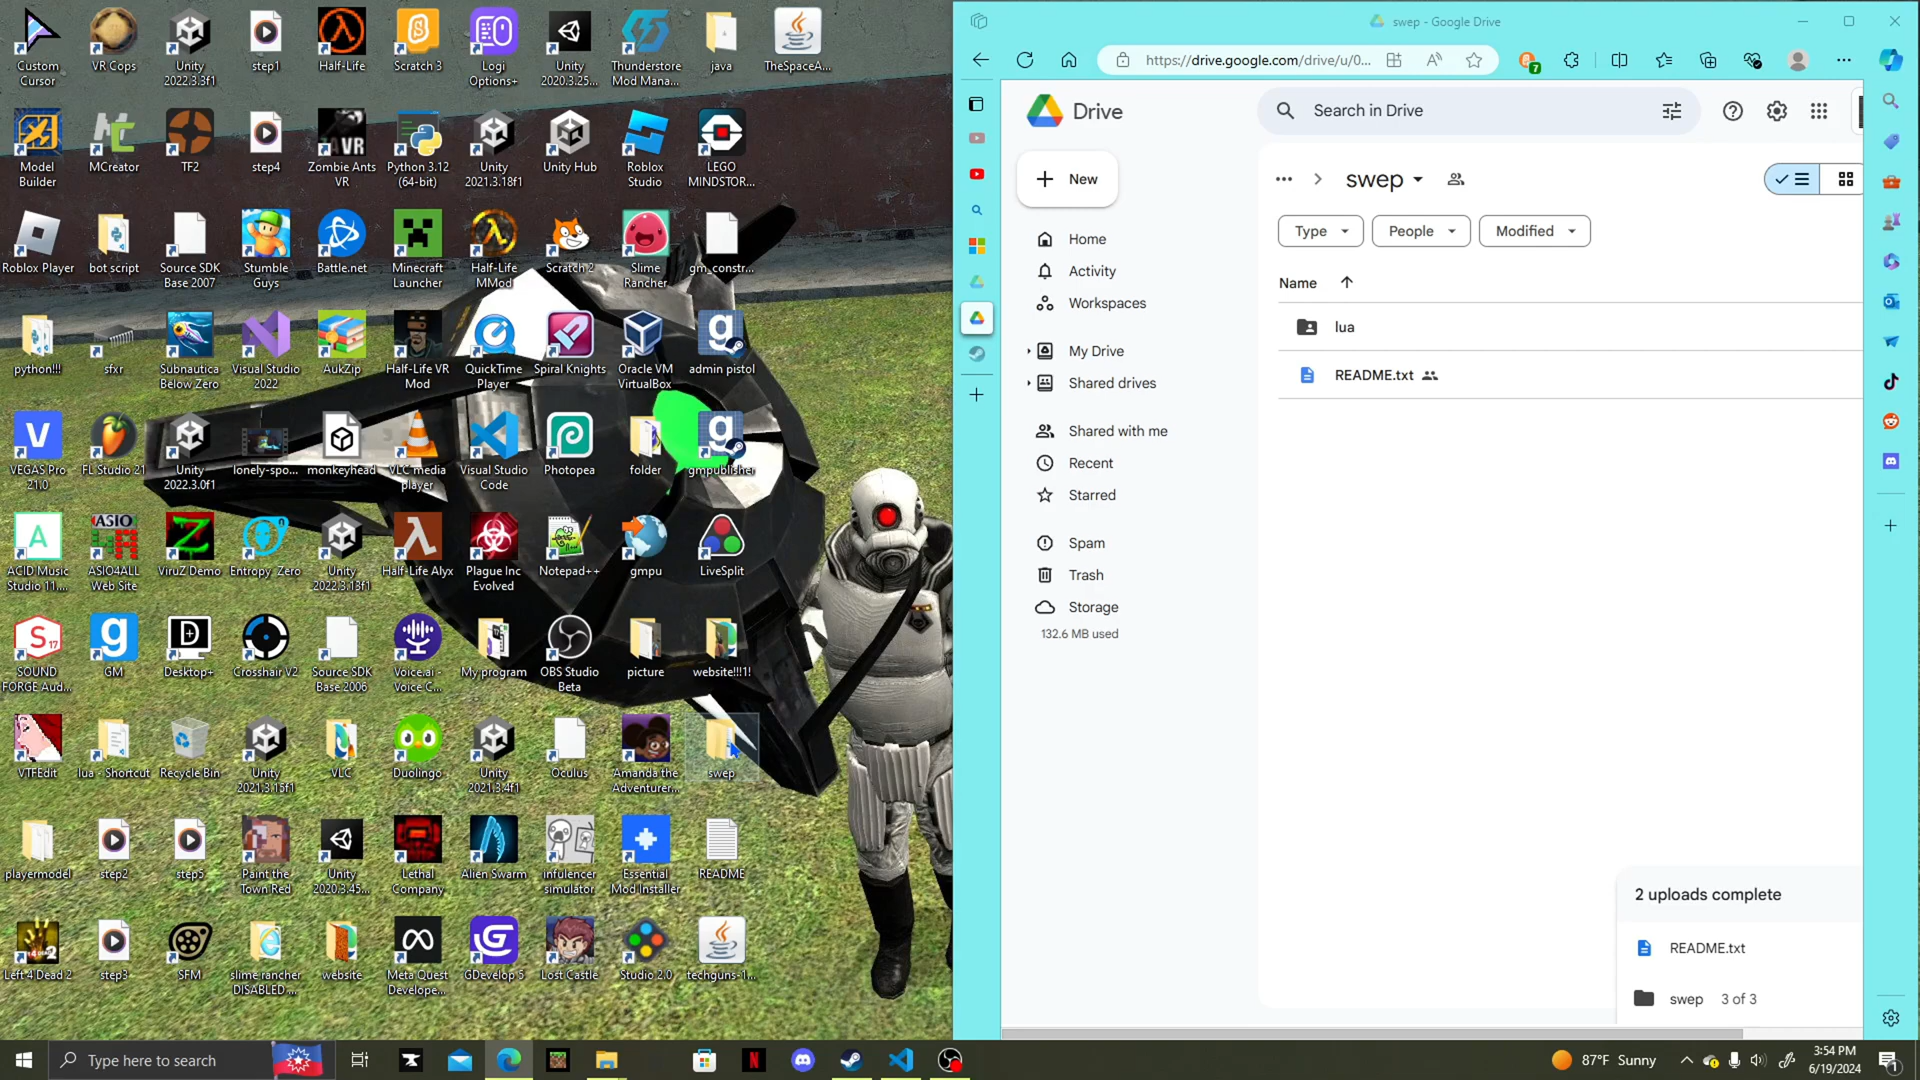 Custom Cursor
VR Cops
Unity 2022.3.3f1
step1
Half-Life
Scratch 3
Logi Options+
Unity 2020.3.25...
Thunderstore Mod Mana...
java
TheSpaceA...
Model Builder
MCreator
TF2
step4
Zombie Ants VR
Python 3.12 (64-bit)
Unity 2021.3.18f1
Unity Hub
Roblox Studio
LEGO MINDSTOR...
Roblox Player
bot script
Source SDK Base 2007
Stumble Guys
Battle.net
Minecraft Launcher
Half-Life MMod
Scratch 2
Slime Rancher
gm_constr...
python!!!
sfxr
Subnautica Below Zero
Visual Studio 2022
AukZip
Half-Life VR Mod
QuickTime Player
Spiral Knights
Oracle VM VirtualBox
admin pistol
VEGAS Pro 21.0
FL Studio 21
Unity 2022.3.0f1
lonely-spo...
monkeyhead
VLC media player
Visual Studio Code
Photopea
folder
gmpublisher
ACID Music Studio 11....
ASIO4ALL Web Site
ViruZ Demo
Entropy Zero
Unity 2022.3.13f1
Half-Life Alyx
Plague Inc Evolved
Notepad++
gmpu
LiveSplit
SOUND FORGE Aud...
GM
Desktop+
Crosshair V2
Source SDK Base 2006
Voice.ai - Voice C...
My program
OBS Studio Beta
picture
website!!!1!
VTFEdit
lua - Shortcut
Recycle Bin
Unity 2021.3.15f1
VLC
Duolingo
Unity 2021.3.4f1
Oculus
Amanda the Adventurer...
swep
playermodel
step2
step5
Paint the Town Red
Unity 2020.3.45...
Lethal Company
Alien Swarm
infulencer simulator
Essential Mod Installer
README
Left 4 Dead 2
step3
SFM
slime rancher DISABLED ...
website
Meta Quest Develope...
GDevelop 5
Lost Castle
Studio 2.0
techguns-1...
swep - Google Drive
https://drive.google.com/drive/u/0...
7
Drive
Search in Drive
New
swep
Home
Activity
Workspaces
My Drive
Shared drives
Shared with me
Recent
Starred
Spam
Trash
Storage
132.6 MB used
Type
People
Modified
Name
lua
README.txt
2 uploads complete
README.txt
swep 3 of 3
Type here to search
87°F Sunny
3:54 PM
6/19/2024
1